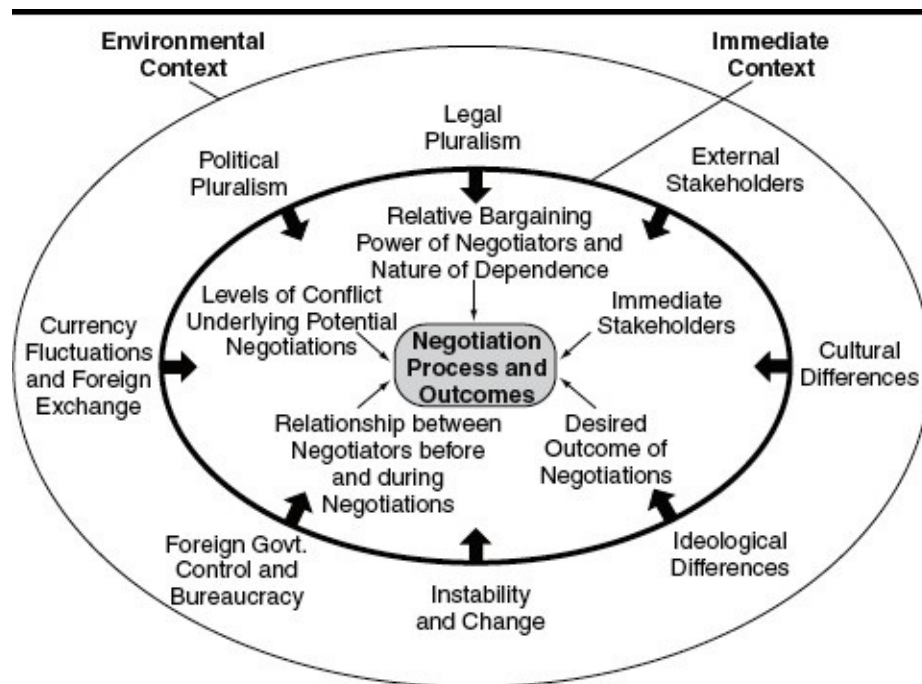 Environmental
Context
Immediate
Context
Legal
Pluralism
Political
Pluralism
External
Stakeholders
Relative Bargaining
Power of Negotiators and
Nature of Dependence
Levels of Conflict
Underlying Potential
Negotiations
Immediate
Stakeholders
Currency
Fluctuations
and Foreign
Exchange
Negotiation
Process and
Outcomes
Cultural
Differences
Relationship between
Negotiators before
and during
Negotiations
Desired
Outcome of
Negotiations
Foreign Govt.
Control and
Bureaucracy
Instability
and Change
Ideological
Differences